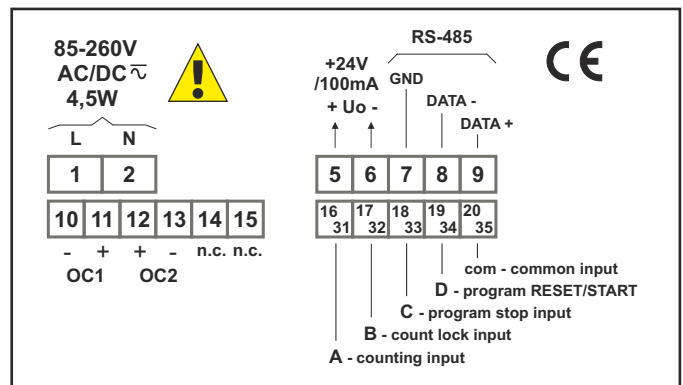 85-260V
AC/DC
4,5W
L N
1 2
10 11 12 13 14 15
- + + - n.c. n.c.
OC1 OC2
RS-485
+24V
/100mA
+ Uo -
GND
DATA -
DATA +
CE
5 6 7 8 9
16 17 18 19 20
31 32 33 34 35
com - common input
D - program RESET/START
C - program stop input
B - count lock input
A - counting input